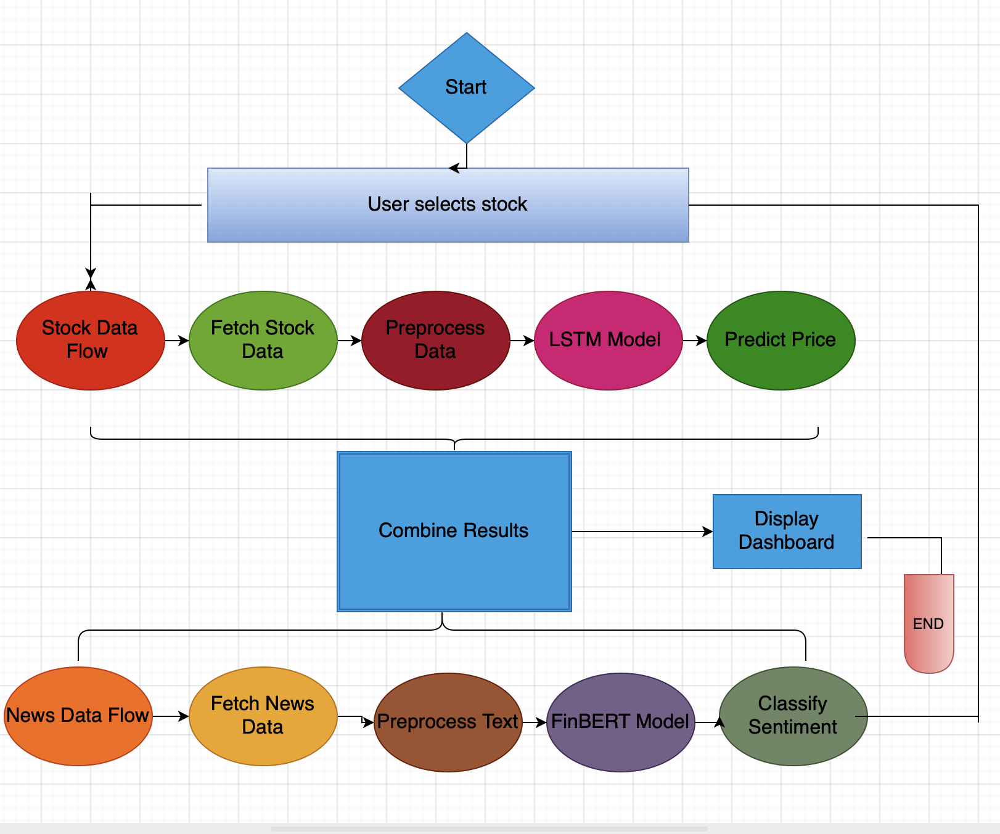 Start
User selects stock
Stock Data
Flow
Fetch Stock
Data
Preprocess
Data
LSTM Model
Predict Price
Combine Results
Display
Dashboard
END
News Data Flow
Fetch News
Data
Preprocess Text
FinBERT Model
Classify
Sentiment